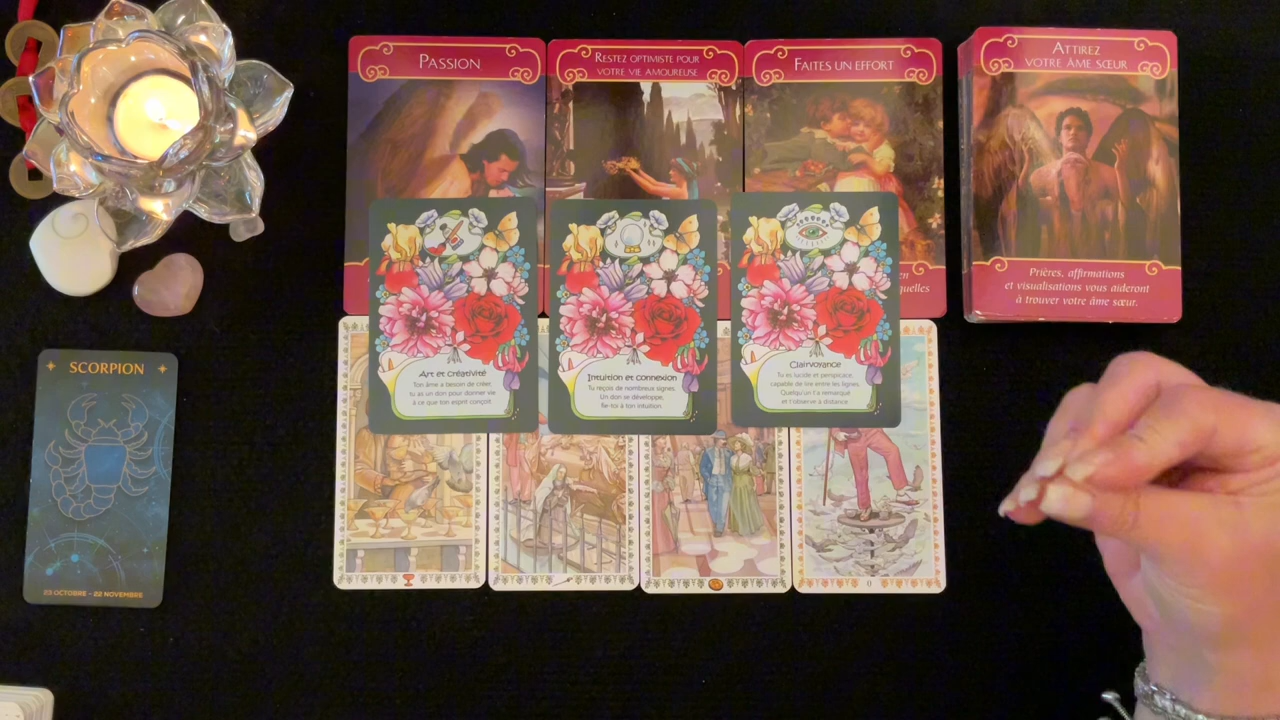 PASSION
RESTEZ OPTIMISTE POUR
VOTRE VIE AMOUREUSE
FAITES UN EFFORT
ATTIREZ
VOTRE ÂME SŒUR
Prières, affirmations
et visualisations vous aideront
à trouver votre âme sœur.
en
quelles
Art et créativité
Ton âme a besoin de créer,
tu as un don pour donner vie
à ce que ton esprit conçoit
Intuition et connexion
Tu reçois de nombreux signes,
Un don se développe,
fie-toi à ton intuition
Clairvoyance
Tu es lucide et perspicace,
capable de lire entre les lignes,
Quelqu'un t'a remarqué
et t'observe à distance
SCORPION
23 OCTOBRE - 22 NOVEMBRE
0